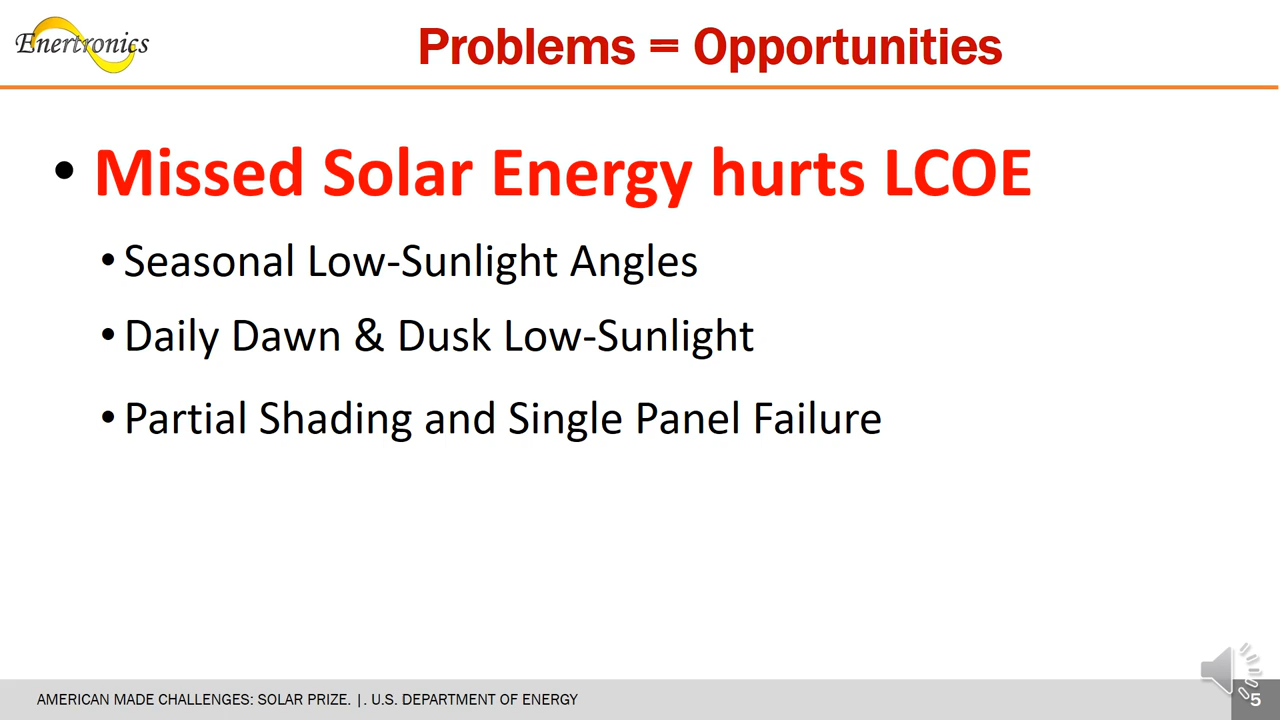 Enertronics
Problems = Opportunities
• Missed Solar Energy hurts LCOE
• Seasonal Low-Sunlight Angles
• Daily Dawn & Dusk Low-Sunlight
• Partial Shading and Single Panel Failure
AMERICAN MADE CHALLENGES: SOLAR PRIZE. |. U.S. DEPARTMENT OF ENERGY
5